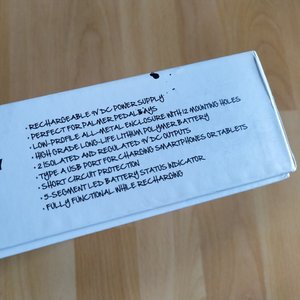 · RECHARGEABLE 9V DC POWER SUPPLY
· PERFECT FOR PALMER PEDALBAYS
· LOW-PROFILE ALL-METAL ENCLOSURE WITH 12 MOUNTING HOLES
· HIGH GRADE LONG-LIFE LITHIUM POLYMER BATTERY
· 2 ISOLATED AND REGULATED 9V DC OUTPUTS
· TYPE A USB PORT FOR CHARGING SMARTPHONES OR TABLETS
· SHORT CIRCUIT PROTECTION
· 5-SEGMENT LED BATTERY STATUS INDICATOR
· FULLY FUNCTIONAL WHILE RECHARGING